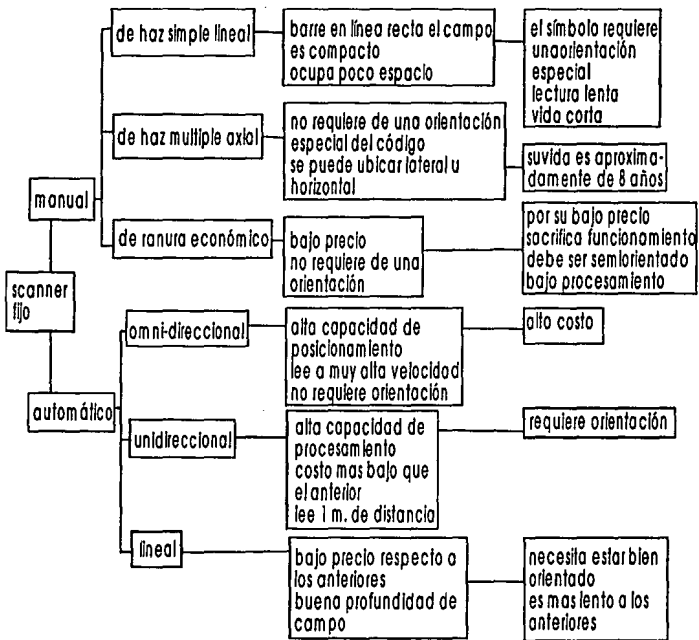 de haz simple lineal
barre en línea recta el campo
es compacto
ocupa poco espacio
el símbolo requiere
unaorientación
especial
lectura lenta
vida corta
de haz multiple axial
no requiere de una orientación
especial del código
se puede ubicar lateral u
horizontal
suvida es aproxima-
damente de 8 años
manual
de ranura económico
bajo precio
no requiere de una
orientación
por su bajo precio
sacrifica funcionamiento
debe ser semiorientado
bajo procesamiento
scanner
fijo
omni-direccional
alta capacidad de
posicionamiento
lee a muy alta velocidad
no requiere orientación
alto costo
automático
unidireccional
alta capacidad de
procesamiento
costo mas bajo que
el anterior
lee 1 m. de distancia
requiere orientación
lineal
bajo precio respecto a
los anteriores
buena profundidad de
campo
necesita estar bien
orientado
es mas lento a los
anteriores